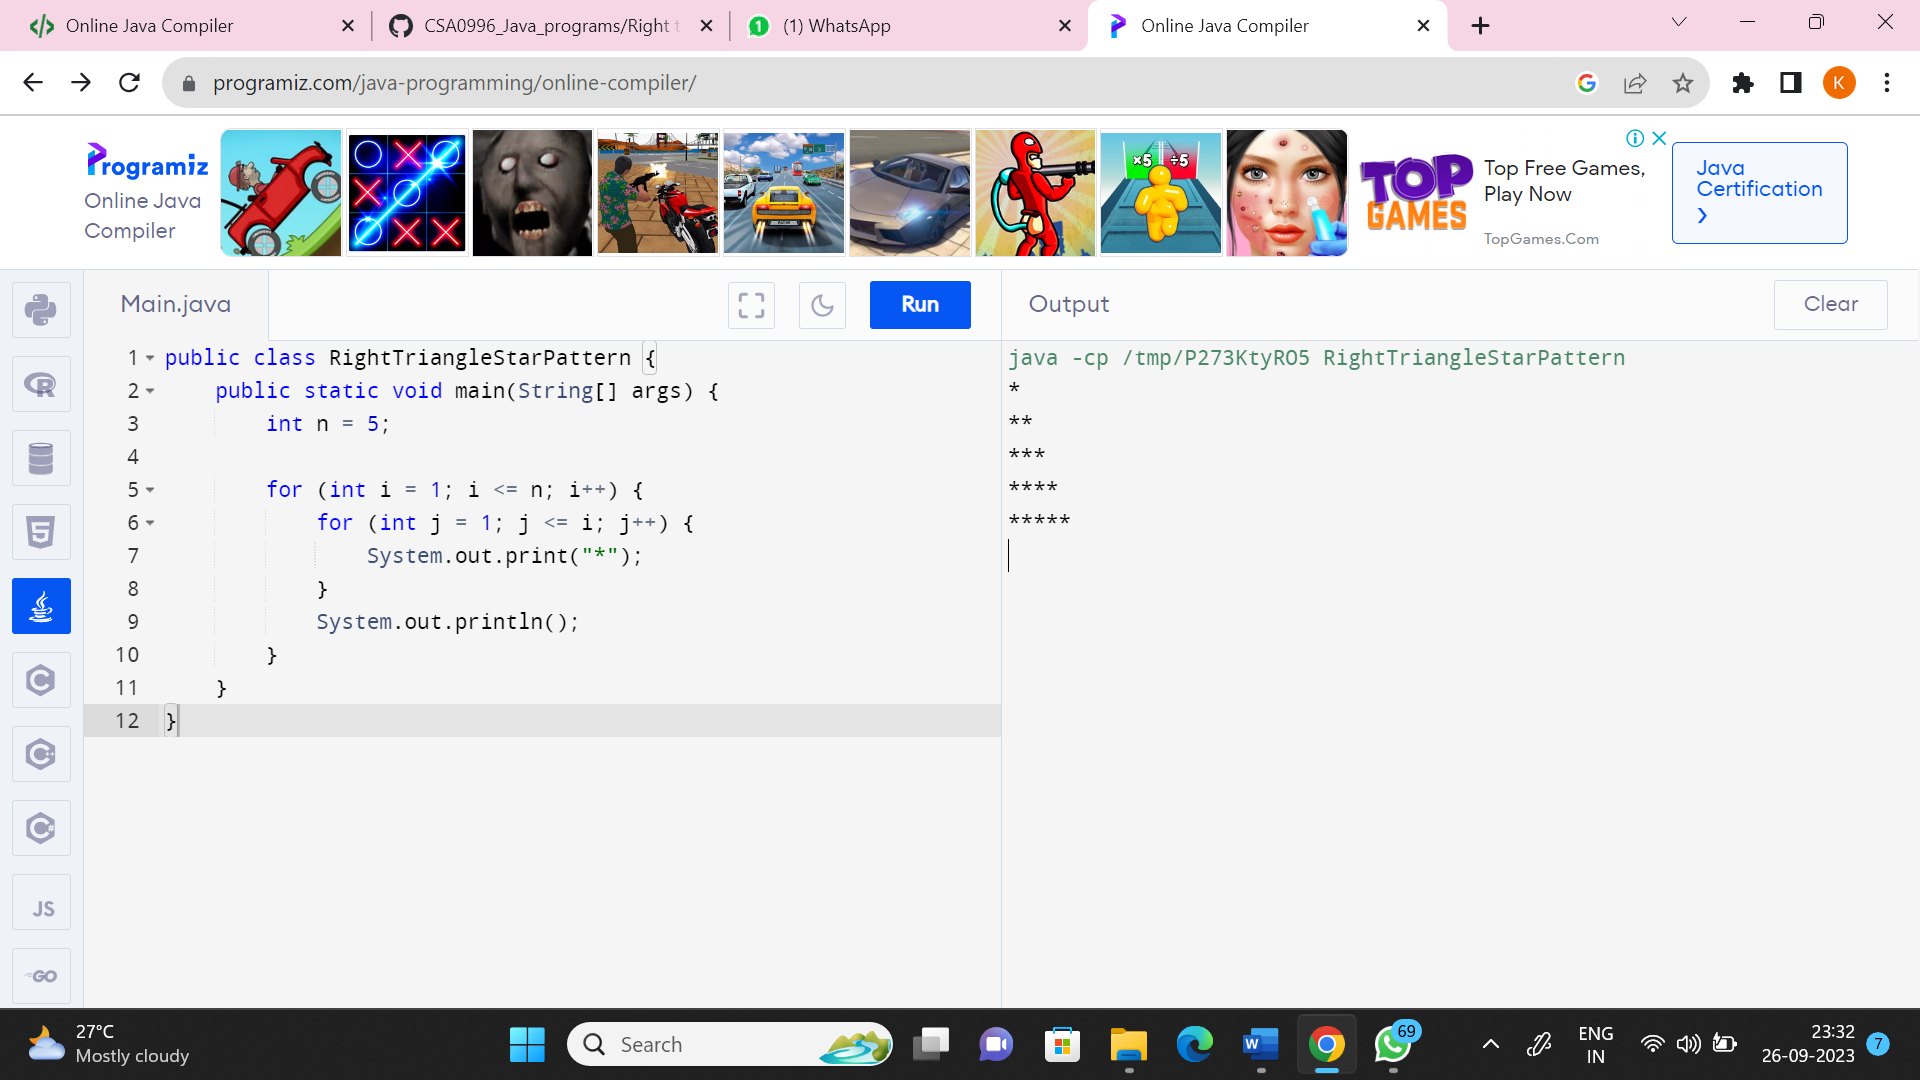 Online Java Compiler
CSA0996_Java_programs/Right t
(1) WhatsApp
Online Java Compiler
programiz.com/java-programming/online-compiler/
K
Programiz
Online Java
Compiler
×5 ÷5
TOP
GAMES
Top Free Games,
Play Now
TopGames.Com
Java
Certification
Main.java
Run
Output
Clear
1 public class RightTriangleStarPattern {
2 public static void main(String[] args) {
3 int n = 5;
4
5 for (int i = 1; i <= n; i++) {
6 for (int j = 1; j <= i; j++) {
7 System.out.print("*");
8 }
9 System.out.println();
10 }
11 }
12 }
java -cp /tmp/P273KtyRO5 RightTriangleStarPattern
*
**
***
****
*****
R
5
C
C++
C#
JS
GO
27°C
Mostly cloudy
Search
W
69
ENG
IN
23:32
26-09-2023
7